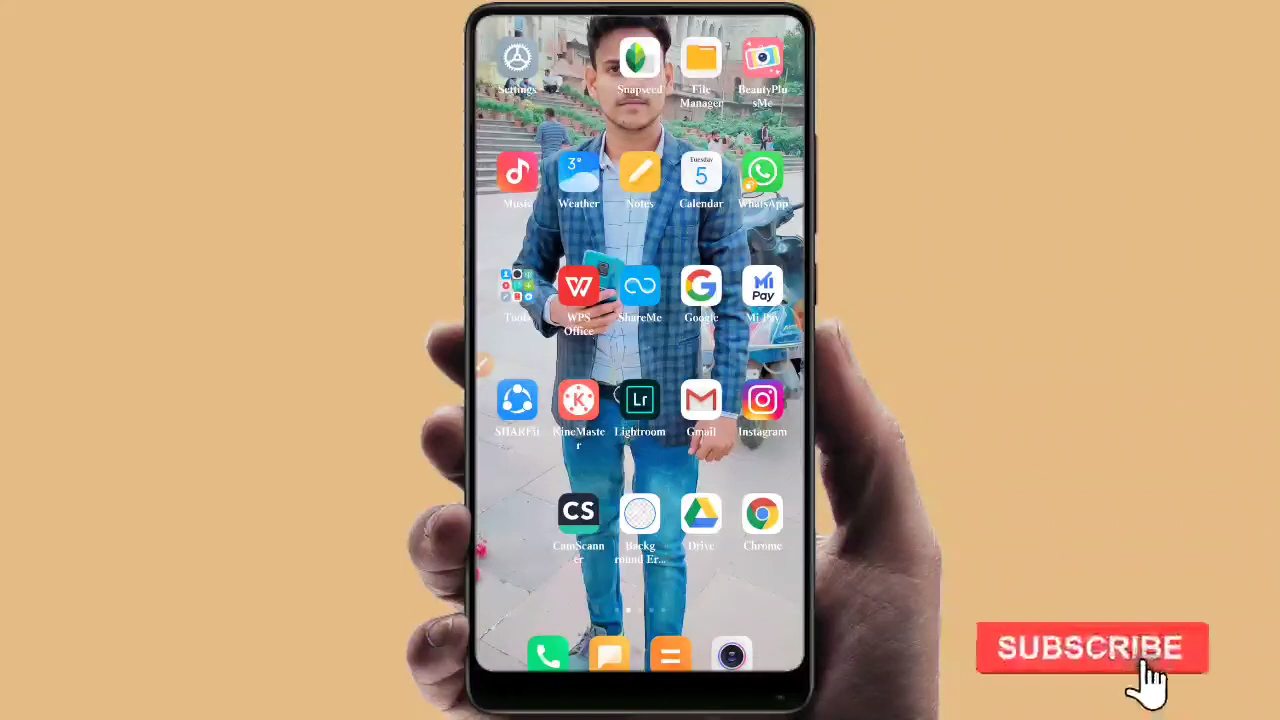 Settings
Snapseed
File
Manager
BeautyPlu
sMe
3°
Tuesday
5
Music
Weather
Notes
Calendar
WhatsApp
Mi
Pay
Tools
WPS
Office
ShareMe
Google
Mi Pay
K
Lr
SHAREit
KineMaste
r
Lightroom
Gmail
Instagram
CS
CamScann
er
Backg
round Er...
Drive
Chrome
SUBSCRIBE